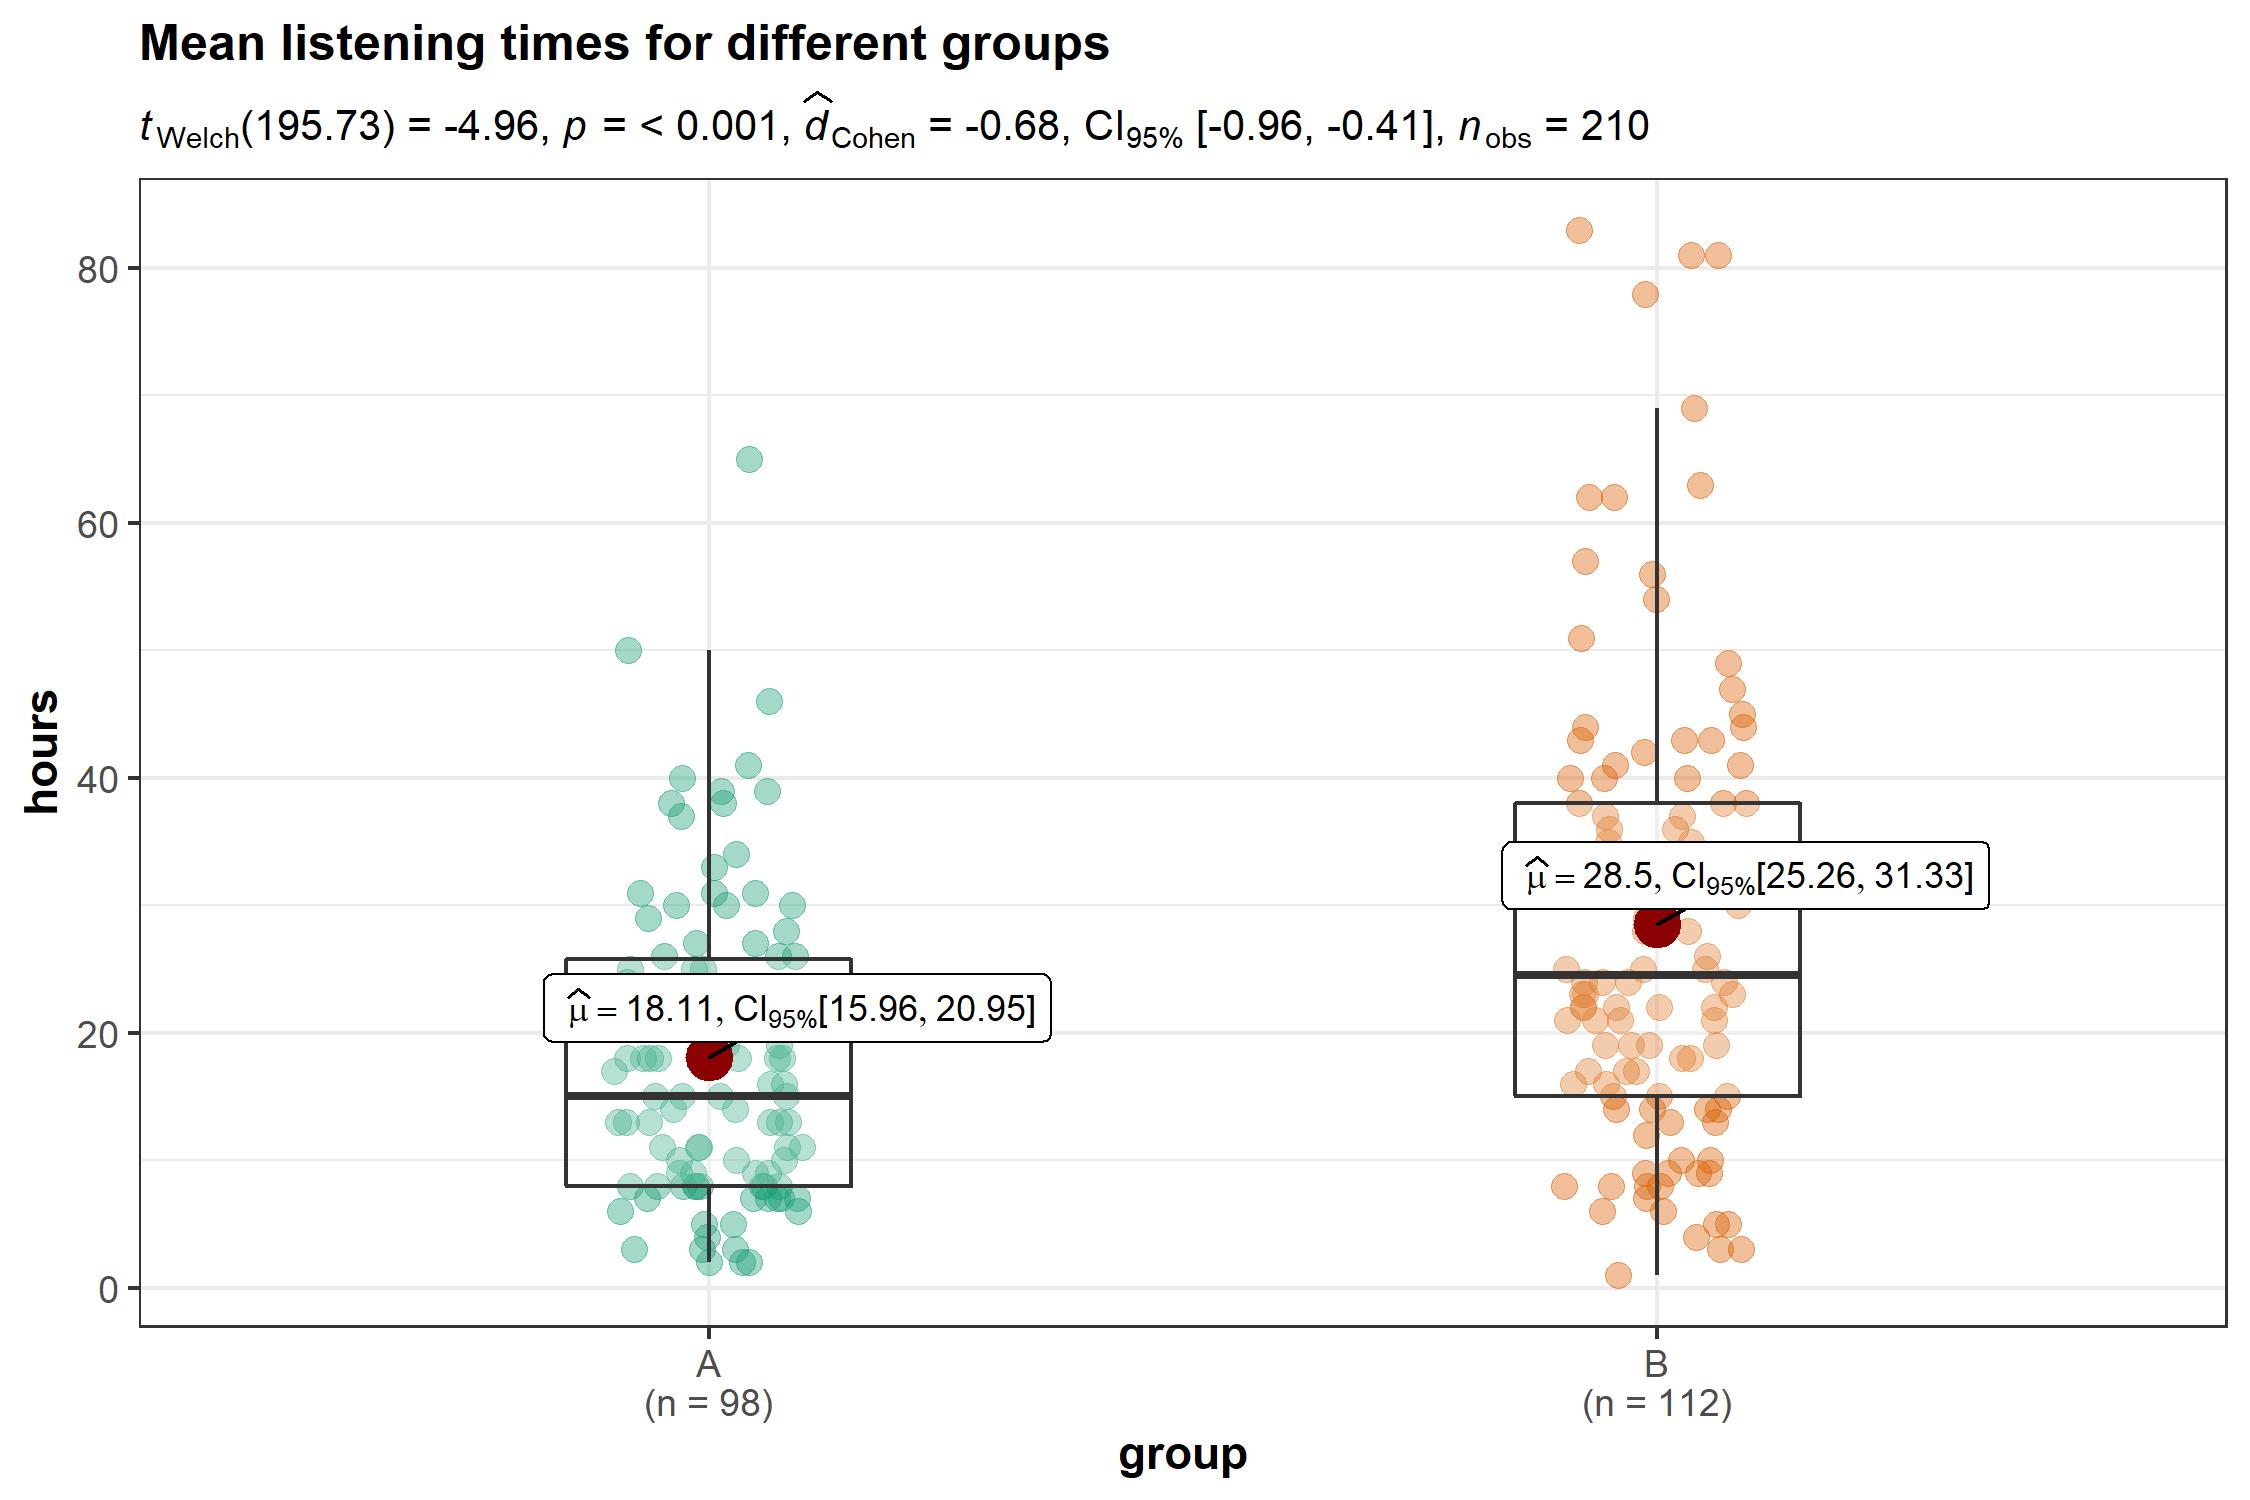 Mean listening times for different groups
t Welch(195.73) = -4.96, p = < 0.001, d̂ Cohen = -0.68, CI95% [-0.96, -0.41], n obs = 210
80
60
40
20
0
hours
μ̂ = 28.5, CI95%[25.26, 31.33]
μ̂ = 18.11, CI95%[15.96, 20.95]
A
(n = 98)
B
(n = 112)
group